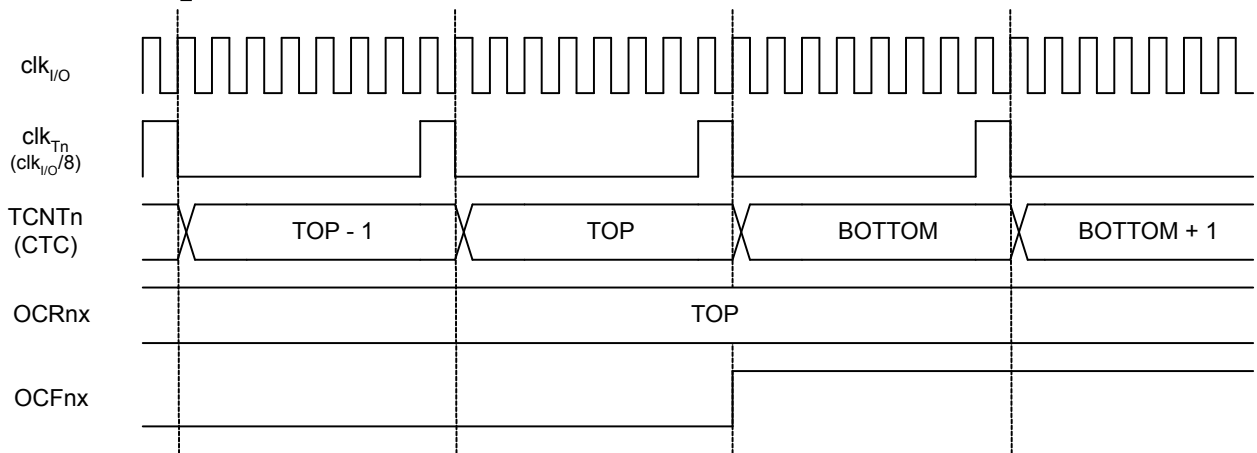 clkI/O
clkTn
(clkI/O/8)
TCNTn
(CTC)
TOP - 1
TOP
BOTTOM
BOTTOM + 1
OCRnx
TOP
OCFnx